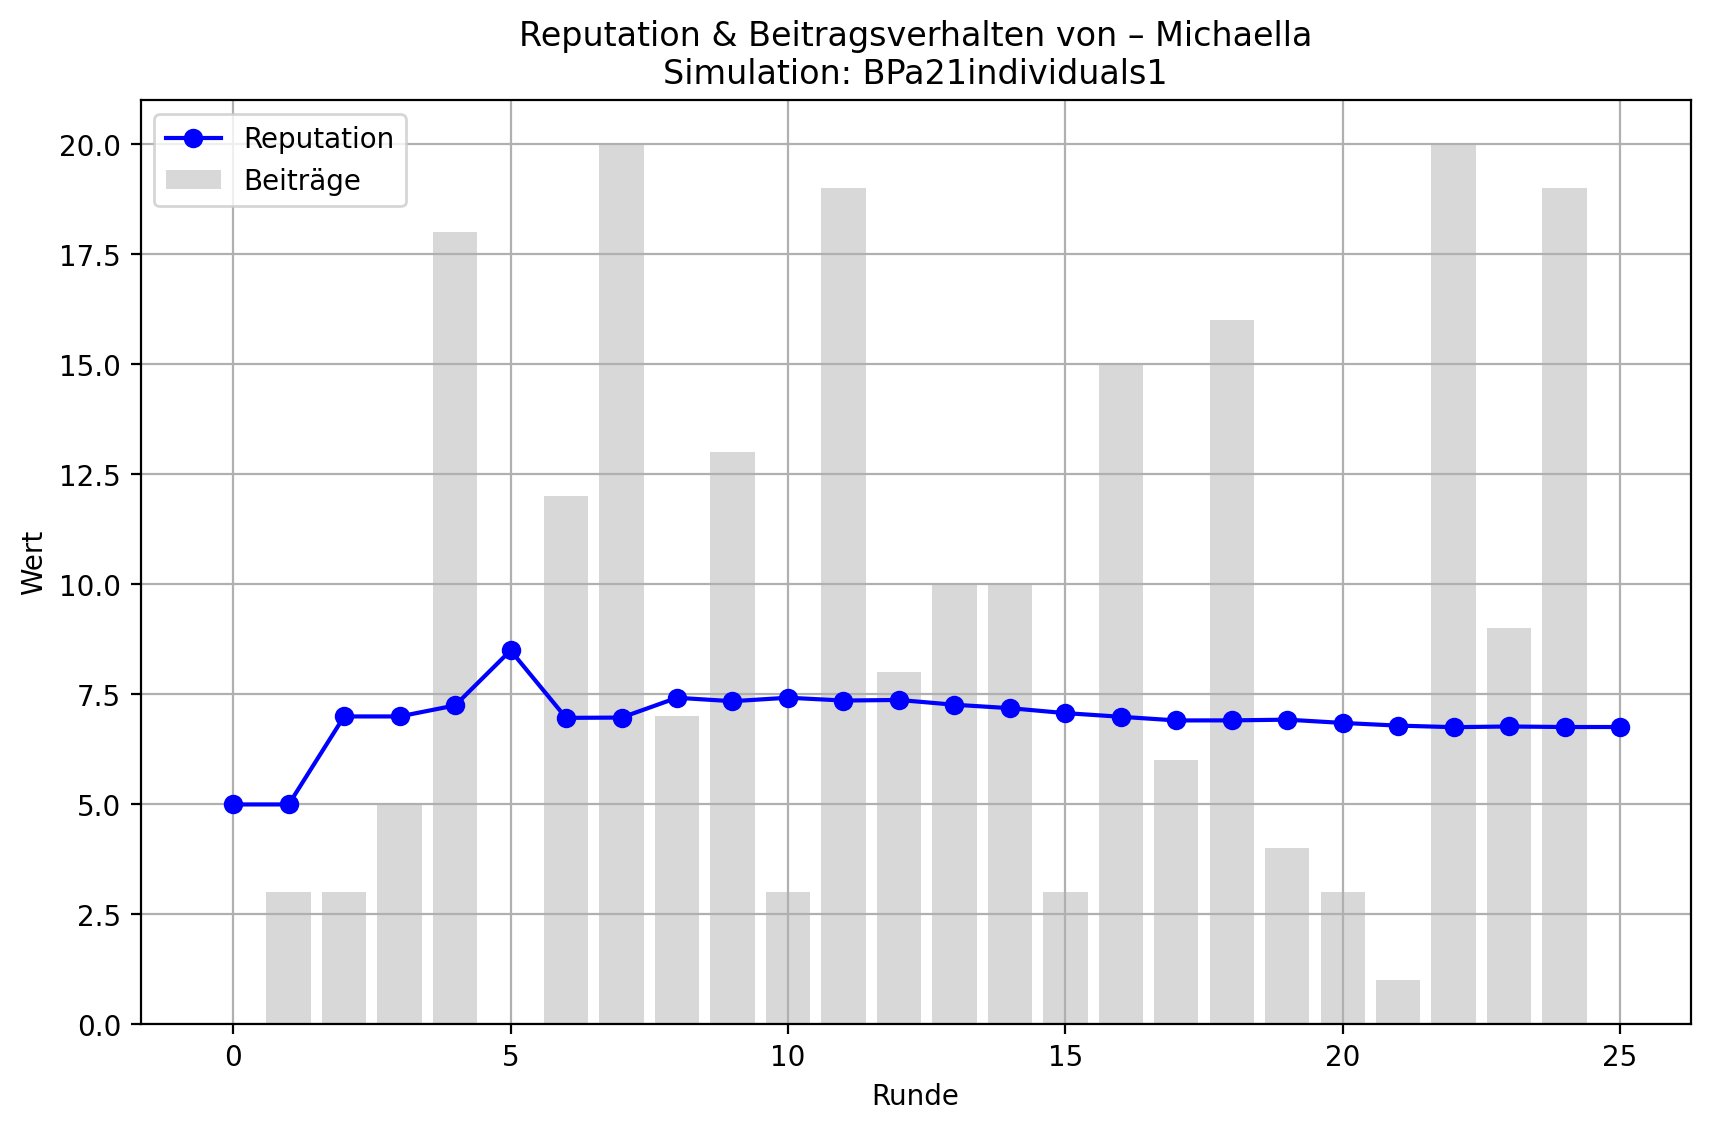 Reputation & Beitragsverhalten von – Michaella
Simulation: BPa21individuals1
Reputation
Beiträge
20.0
17.5
15.0
12.5
10.0
7.5
5.0
2.5
0.0
Wert
0 5 10 15 20 25
Runde